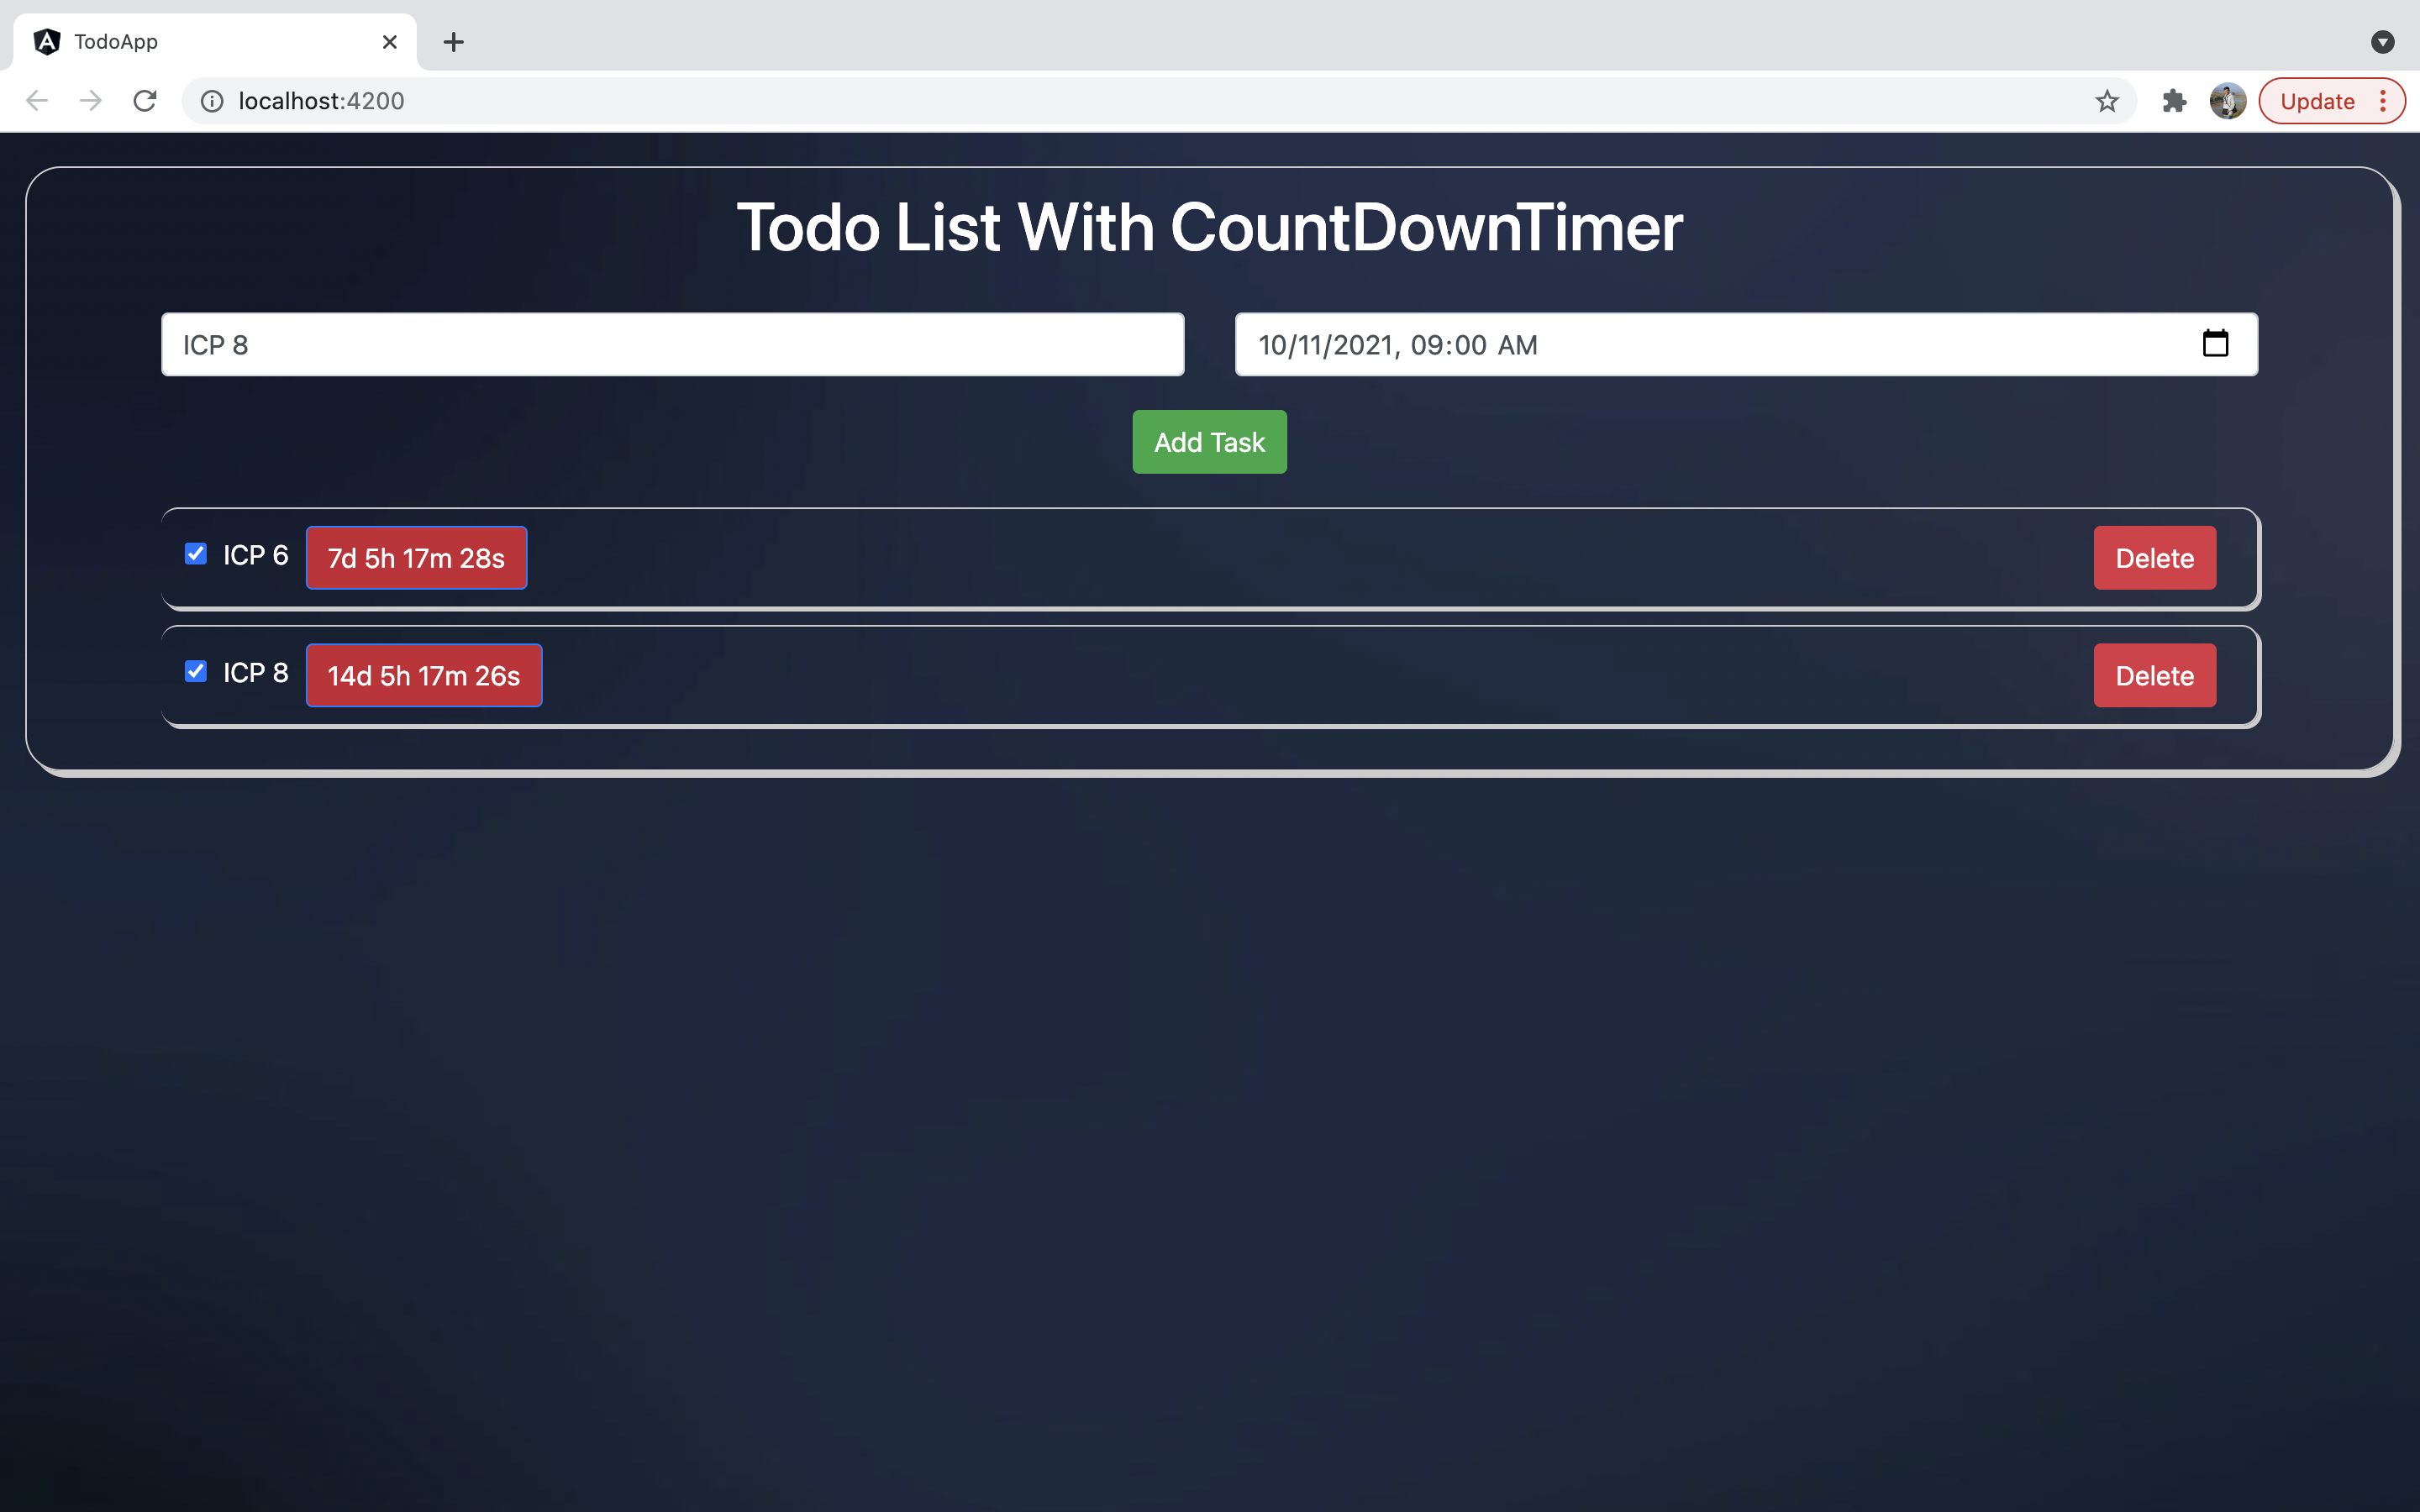 TodoApp
localhost:4200
Update
Todo List With CountDownTimer
ICP 8
10/11/2021, 09:00 AM
Add Task
ICP 6 7d 5h 17m 28s Delete
ICP 8 14d 5h 17m 26s Delete